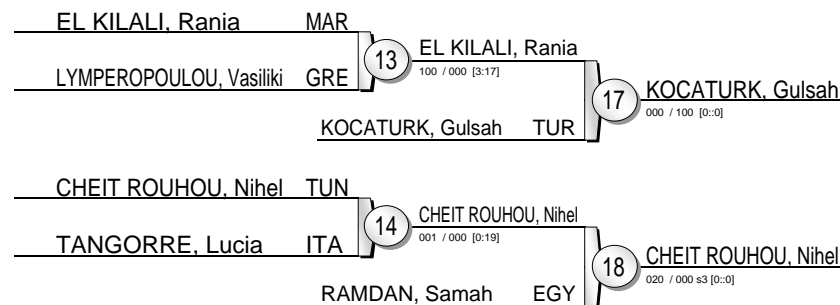 EL KILALI, Rania MAR
13
EL KILALI, Rania
100 / 000 [3:17]
LYMPEROPOULOU, Vasiliki GRE
17
KOCATURK, Gulsah
000 / 100 [0::0]
KOCATURK, Gulsah TUR
CHEIT ROUHOU, Nihel TUN
14
CHEIT ROUHOU, Nihel
001 / 000 [0:19]
TANGORRE, Lucia ITA
18
CHEIT ROUHOU, Nihel
020 / 000 s3 [0::0]
RAMDAN, Samah EGY